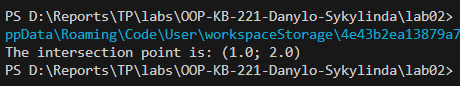 PS D:\Reports\TP\labs\OOP-KB-221-Danylo-Sykylinda\lab02>
ppData\Roaming\Code\User\workspaceStorage\4e43b2ea13879a7
The intersection point is: (1.0; 2.0)
PS D:\Reports\TP\labs\OOP-KB-221-Danylo-Sykylinda\lab02>